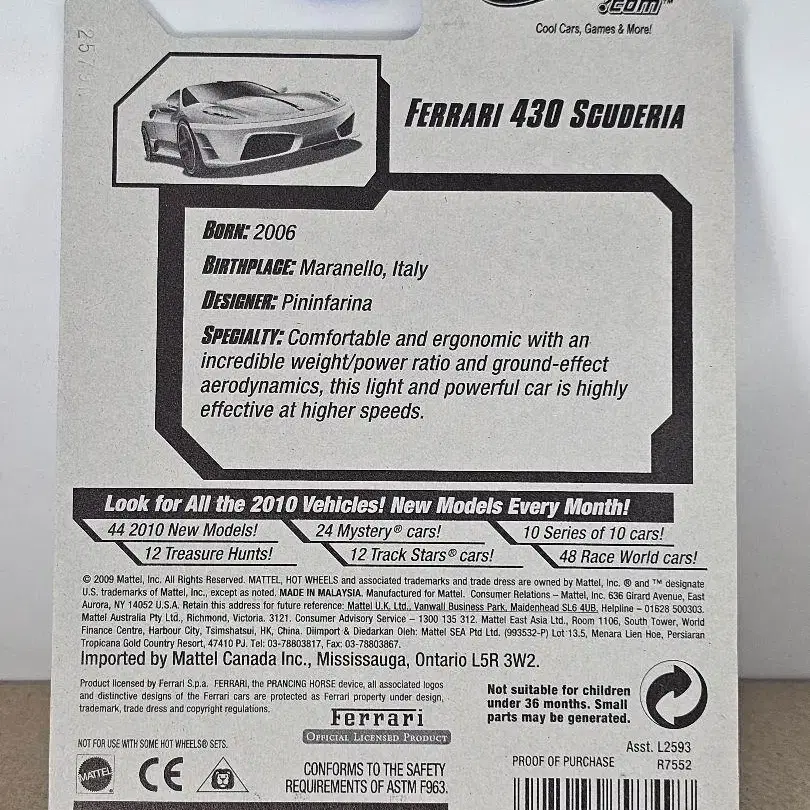 .com™
Cool Cars, Games & More!
FERRARI 430 SCUDERIA
BORN: 2006
BIRTHPLACE: Maranello, Italy
DESIGNER: Pininfarina
SPECIALTY: Comfortable and ergonomic with an
incredible weight/power ratio and ground-effect
aerodynamics, this light and powerful car is highly
effective at higher speeds.
Look for All the 2010 Vehicles! New Models Every Month!
44 2010 New Models!
24 Mystery® cars!
10 Series of 10 cars!
12 Treasure Hunts!
12 Track Stars® cars!
48 Race World cars!
© 2009 Mattel, Inc. All Rights Reserved. MATTEL, HOT WHEELS and associated trademarks and trade dress are owned by Mattel, Inc. ® and ™ designate
U.S. trademarks of Mattel, Inc., except as noted. MADE IN MALAYSIA. Manufactured for Mattel. Consumer Relations – Mattel, Inc. 636 Girard Avenue, East
Aurora, NY 14052 U.S.A. Retain this address for future reference: Mattel U.K. Ltd., Vanwall Business Park, Maidenhead SL6 4UB. Helpline – 01628 500303.
Mattel Australia Pty Ltd., Richmond, Victoria. 3121. Consumer Advisory Service – 1300 135 312. Mattel East Asia Ltd., Room 1106, South Tower, World
Finance Centre, Harbour City, Tsimshatsui, HK, China. Diimport & Diedarkan Oleh: Mattel SEA Ptd Ltd. (993532-P) Lot 13.5, Menara Lien Hoe, Persiaran
Tropicana Golf Country Resort, 47410 PJ. Tel: 03-78803817, Fax: 03-78803867.
Imported by Mattel Canada Inc., Mississauga, Ontario L5R 3W2.
Product licensed by Ferrari S.p.a. FERRARI, the PRANCING HORSE device, all associated logos
and distinctive designs of the Ferrari cars are protected as Ferrari property under design,
trademark, trade dress and copyright regulations.
Ferrari
OFFICIAL LICENSED PRODUCT
Not suitable for children
under 36 months. Small
parts may be generated.
NOT FOR USE WITH SOME HOT WHEELS® SETS.
MATTEL
CE
CONFORMS TO THE SAFETY
REQUIREMENTS OF ASTM F963.
Asst. L2593
PROOF OF PURCHASE
R7552